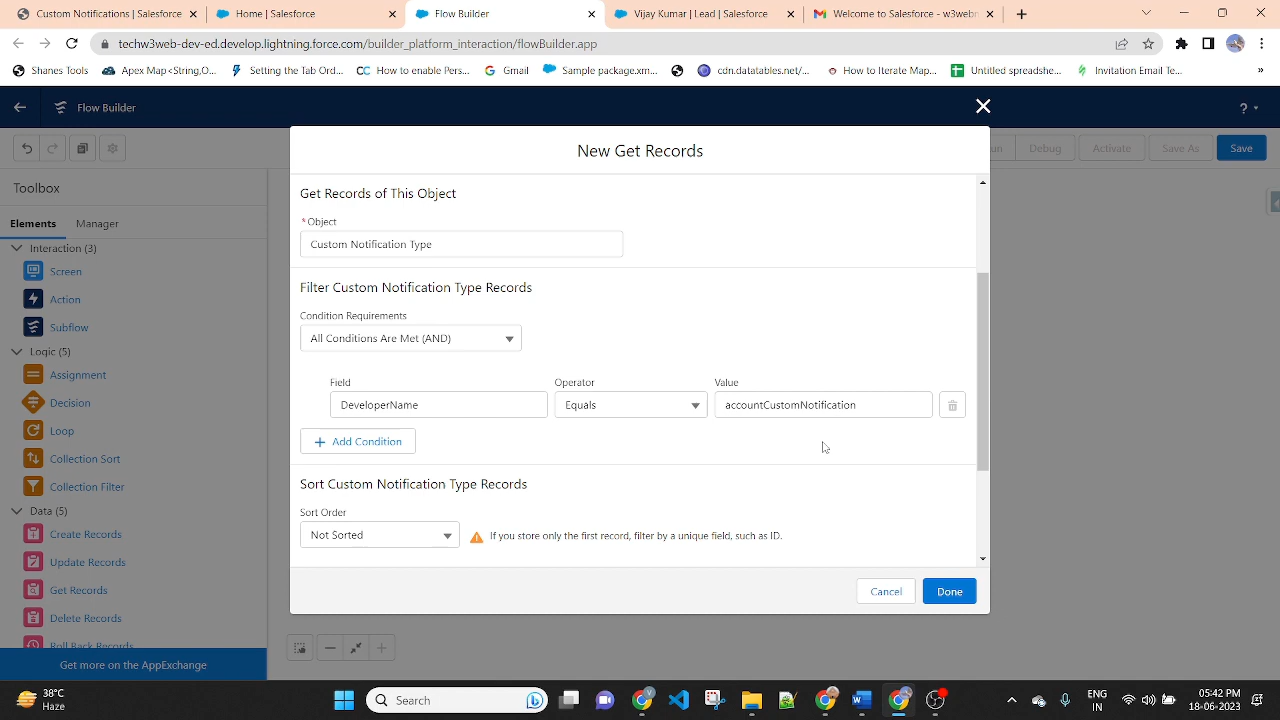 Custom Notifications | Salesforce
Home | Salesforce
Flow Builder
Vijay Kumar | Lead | Salesforce
Welcome to Salesforce - w3web
techw3web-dev-ed.develop.lightning.force.com/builder_platform_interaction/flowBuilder.app
Shanes Tools
Apex Map<String,O...
Setting the Tab Ord...
CC How to enable Pers...
Gmail
Sample package.xm...
cdn.datatables.net/...
How to Iterate Map...
Untitled spreadshe...
Invitation Email Te...
»
Flow Builder
?
New Get Records
un
Debug
Activate
Save As
Save
Toolbox
Elements
Manager
Interaction (3)
Screen
Action
Subflow
Logic (5)
Assignment
Decision
Loop
Collection Sort
Collection Filter
Data (5)
Create Records
Update Records
Get Records
Delete Records
Roll Back Records
Get more on the AppExchange
Get Records of This Object
* Object
Custom Notification Type
Filter Custom Notification Type Records
Condition Requirements
All Conditions Are Met (AND)
Field
Operator
Value
DeveloperName
Equals
accountCustomNotification
+ Add Condition
Sort Custom Notification Type Records
Sort Order
Not Sorted
If you store only the first record, filter by a unique field, such as ID.
Cancel
Done
38°C
Haze
Search
ENG
IN
05:42 PM
18-06-2023